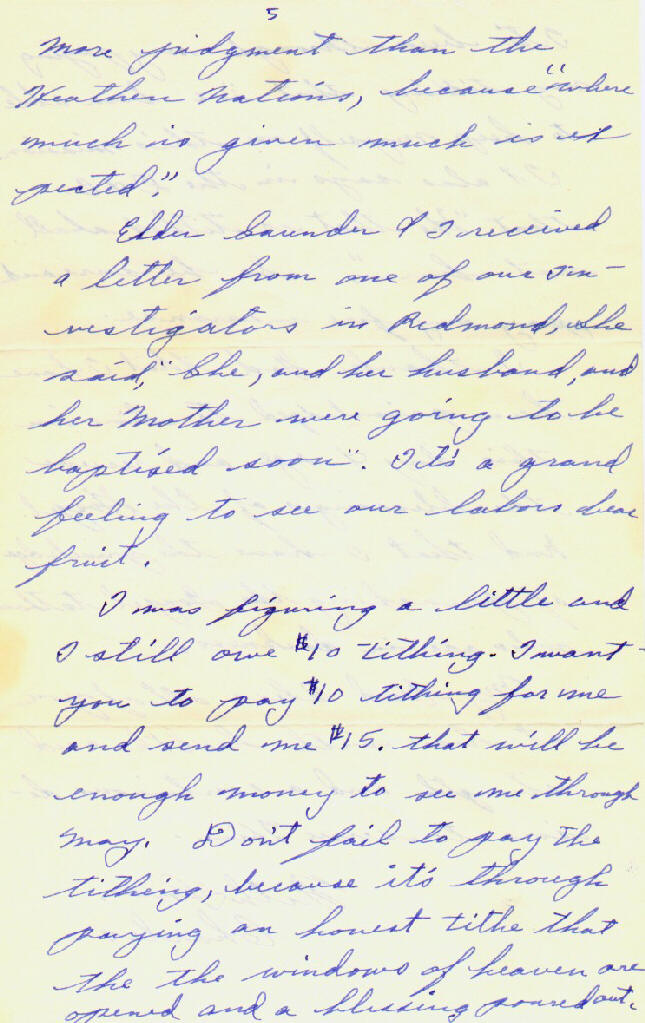 5
more judgment than the
Heathen Nations, because "where
much is given much is ex
pected".
Elder Saunder & I received
a letter from one of our in-
vestigators in Redmond, she
said, "She, and her husband, and
her Mother were going to be
baptised soon". It's a grand
feeling to see our labors bear
fruit.
I was figuring a little and
I still owe $10 tithing. I want
you to pay $10 tithing for me
and send me $15. that will be
enough money to see me through
May. Don't fail to pay the
tithing, because it's through
paying an honest tithe that
the the windows of heaven are
opened and a blessing poured out.